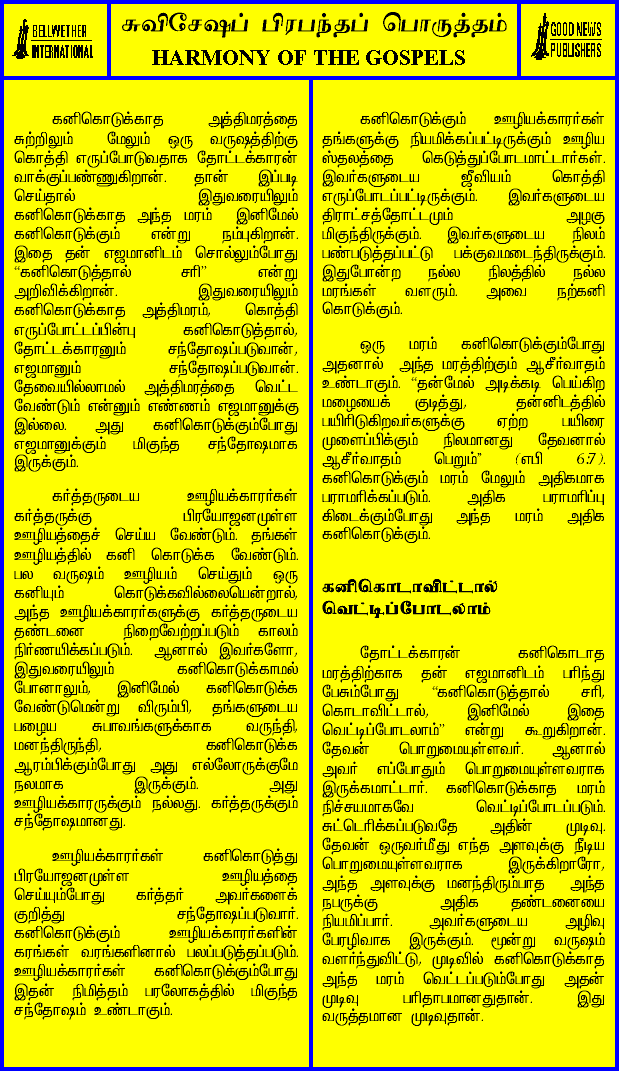 BELLWETHER
INTERNATIONAL
சுவிசேஷப் பிரபந்தப் பொருத்தம்
HARMONY OF THE GOSPELS
GOOD NEWS
PUBLISHERS
கனிகொடுக்காத அத்திமரத்தை
சுற்றிலும் மேலும் ஒரு வருஷத்திற்கு
கொத்தி எருப்போடுவதாக தோட்டக்காரன்
வாக்குப்பண்ணுகிறான். தான் இப்படி
செய்தால் இதுவரையிலும்
கனிகொடுக்காத அந்த மரம் இனிமேல்
கனிகொடுக்கும் என்று நம்புகிறான்.
இதை தன் எஜமானிடம் சொல்லும்போது
“கனிகொடுத்தால் சரி” என்று
அறிவிக்கிறான். இதுவரையிலும்
கனிகொடுக்காத அத்திமரம், கொத்தி
எருப்போட்டப்பின்பு கனிகொடுத்தால்,
தோட்டக்காரனும் சந்தோஷப்படுவான்,
எஜமானும் சந்தோஷப்படுவான்.
தேவையில்லாமல் அத்திமரத்தை வெட்ட
வேண்டும் என்னும் எண்ணம் எஜமானுக்கு
இல்லை. அது கனிகொடுக்கும்போது
எஜமானுக்கும் மிகுந்த சந்தோஷமாக
இருக்கும்.
கர்த்தருடைய ஊழியக்காரர்கள்
கர்த்தருக்கு பிரயோஜனமுள்ள
ஊழியத்தைச் செய்ய வேண்டும். தங்கள்
ஊழியத்தில் கனி கொடுக்க வேண்டும்.
பல வருஷம் ஊழியம் செய்தும் ஒரு
கனியும் கொடுக்கவில்லையென்றால்,
அந்த ஊழியக்காரர்களுக்கு கர்த்தருடைய
தண்டனை நிறைவேற்றப்படும் காலம்
நிர்ணயிக்கப்படும். ஆனால் இவர்களோ,
இதுவரையிலும் கனிகொடுக்காமல்
போனாலும், இனிமேல் கனிகொடுக்க
வேண்டுமென்று விரும்பி, தங்களுடைய
பழைய சுபாவங்களுக்காக வருந்தி,
மனந்திருந்தி, கனிகொடுக்க
ஆரம்பிக்கும்போது அது எல்லோருக்குமே
நலமாக இருக்கும். அது
ஊழியக்காரருக்கும் நல்லது. கர்த்தருக்கும்
சந்தோஷமானது.
ஊழியக்காரர்கள் கனிகொடுத்து
பிரயோஜனமுள்ள ஊழியத்தை
செய்யும்போது கர்த்தர் அவர்களைக்
குறித்து சந்தோஷப்படுவார்.
கனிகொடுக்கும் ஊழியக்காரர்களின்
கரங்கள் வரங்களினால் பலப்படுத்தப்படும்.
ஊழியக்காரர்கள் கனிகொடுக்கும்போது
இதன் நிமித்தம் பரலோகத்தில் மிகுந்த
சந்தோஷம் உண்டாகும்.
கனிகொடுக்கும் ஊழியக்காரர்கள்
தங்களுக்கு நியமிக்கப்பட்டிருக்கும் ஊழிய
ஸ்தலத்தை கெடுத்துப்போடமாட்டார்கள்.
இவர்களுடைய ஜீவியம் கொத்தி
எருப்போடப்பட்டிருக்கும். இவர்களுடைய
திராட்சத்தோட்டமும் அழகு
மிகுந்திருக்கும். இவர்களுடைய நிலம்
பண்படுத்தப்பட்டு பக்குவமடைந்திருக்கும்.
இதுபோன்ற நல்ல நிலத்தில் நல்ல
மரங்கள் வளரும். அவை நற்கனி
கொடுக்கும்.
ஒரு மரம் கனிகொடுக்கும்போது
அதனால் அந்த மரத்திற்கும் ஆசீர்வாதம்
உண்டாகும். “தன்மேல் அடிக்கடி பெய்கிற
மழையைக் குடித்து, தன்னிடத்தில்
பயிரிடுகிறவர்களுக்கு ஏற்ற பயிரை
முளைப்பிக்கும் நிலமானது தேவனால்
ஆசீர்வாதம் பெறும்” (எபி 6:7).
கனிகொடுக்கும் மரம் மேலும் அதிகமாக
பராமரிக்கப்படும். அதிக பராமரிப்பு
கிடைக்கும்போது அந்த மரம் அதிக
கனிகொடுக்கும்.
கனிகொடாவிட்டால்
வெட்டிப்போடலாம்
தோட்டக்காரன் கனிகொடாத
மரத்திற்காக தன் எஜமானிடம் பரிந்து
பேசும்போது “கனிகொடுத்தால் சரி,
கொடாவிட்டால், இனிமேல் இதை
வெட்டிப்போடலாம்” என்று கூறுகிறான்.
தேவன் பொறுமையுள்ளவர். ஆனால்
அவர் எப்போதும் பொறுமையுள்ளவராக
இருக்கமாட்டார். கனிகொடுக்காத மரம்
நிச்சயமாகவே வெட்டிப்போடப்படும்.
சுட்டெரிக்கப்படுவதே அதின் முடிவு.
தேவன் ஒருவர்மீது எந்த அளவுக்கு நீடிய
பொறுமையுள்ளவராக இருக்கிறாரோ,
அந்த அளவுக்கு மனந்திரும்பாத அந்த
நபருக்கு அதிக தண்டனையை
நியமிப்பார். அவர்களுடைய அழிவு
பேரழிவாக இருக்கும். மூன்று வருஷம்
வளர்ந்துவிட்டு, முடிவில் கனிகொடுக்காத
அந்த மரம் வெட்டப்படும்போது அதன்
முடிவு பரிதாபமானதுதான். இது
வருத்தமான முடிவுதான்.